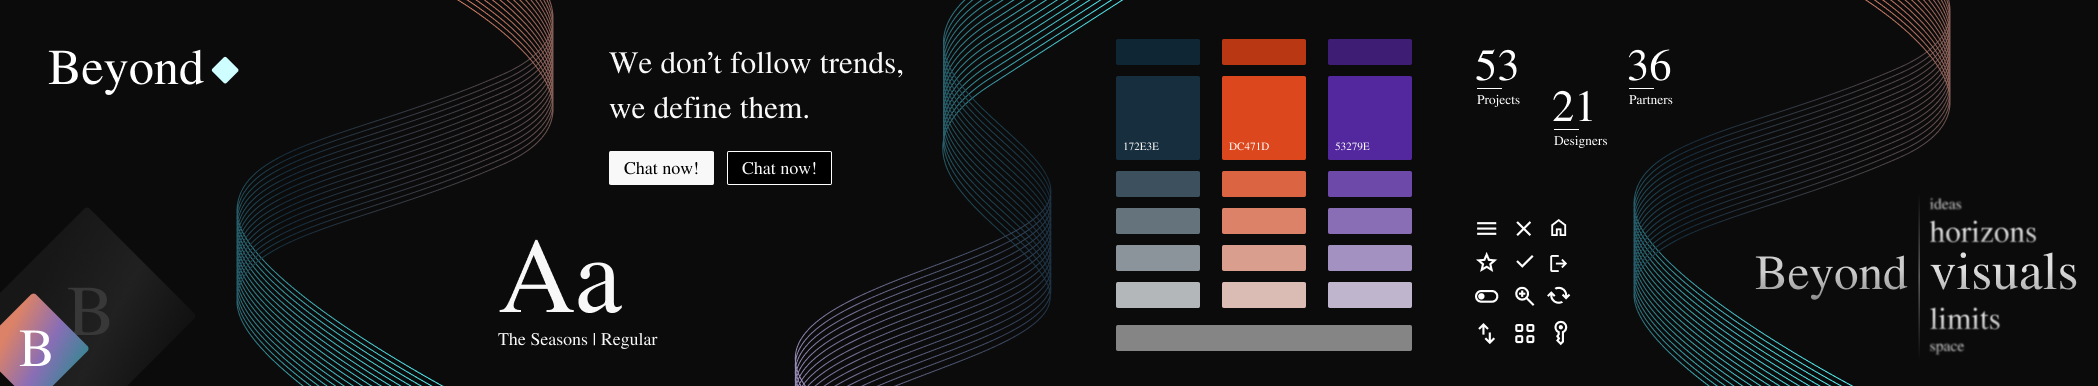 Beyond
B
B
We don’t follow trends,
we define them.
Chat now!
Chat now!
Aa
The Seasons | Regular
172E3E
DC471D
53279E
53
Projects
21
Designers
36
Partners
Beyond
ideas
horizons
visuals
limits
space